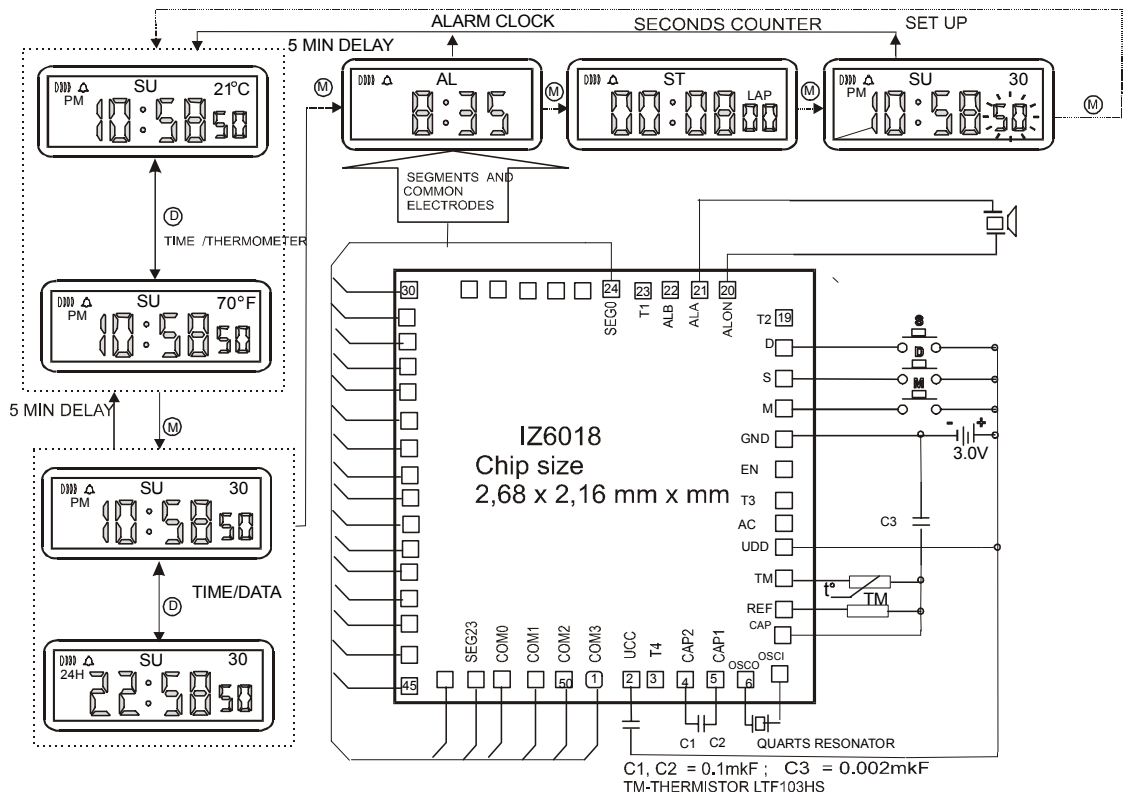 ALARM CLOCK
SECONDS COUNTER
SET UP
5 MIN DELAY
SU
21°C
PM
10:58 50
D
TIME /THERMOMETER
SU
70°F
PM
10:58 50
M
AL
8:35
M
ST
LAP
00:00 00
M
SU
30
PM
10:58 50
M
SEGMENTS AND
COMMON
ELECTRODES
5 MIN DELAY
M
SU
30
PM
10:58 50
D
TIME/DATA
SU
30
24H
22:58 50
30
24
23
22
21
20
SEG0
T1
ALB
ALA
ALON
T2
19
D
S
M
GND
EN
T3
AC
UDD
TM
REF
CAP
S
D
M
- +
3.0V
C3
t°
TM
IZ6018
Chip size
2,68 x 2,16 mm x mm
45
SEG23
COM0
COM1
COM2
COM3
UCC
T4
CAP2
CAP1
OSCO
OSCI
50
1
2
3
4
5
6
C1
C2
QUARTS RESONATOR
C1, C2 = 0.1mkF ; C3 = 0.002mkF
TM-THERMISTOR LTF103HS